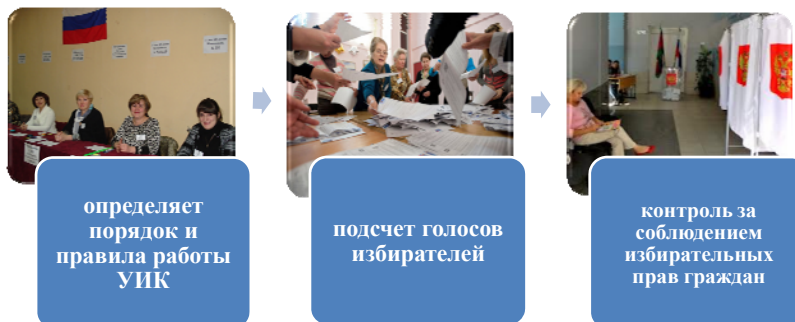 определяет
порядок и
правила работы
УИК
подсчет голосов
избирателей
контроль за
соблюдением
избирательных
прав граждан